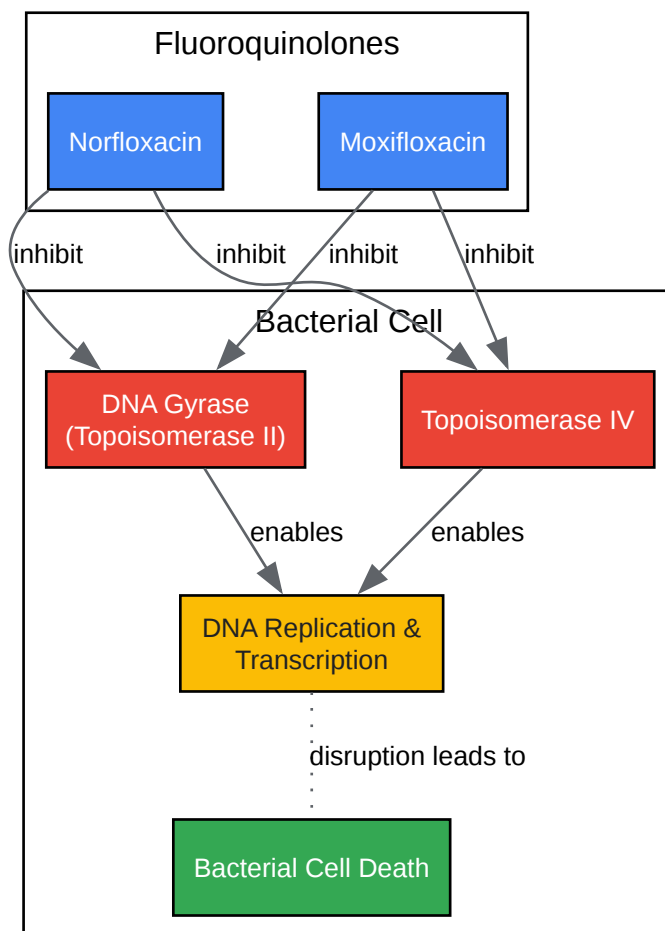 Fluoroquinolones
Norfloxacin
Moxifloxacin
inhibit
inhibit
inhibit
inhibit
Bacterial Cell
DNA Gyrase
(Topoisomerase II)
Topoisomerase IV
enables
enables
DNA Replication &
Transcription
disruption leads to
Bacterial Cell Death